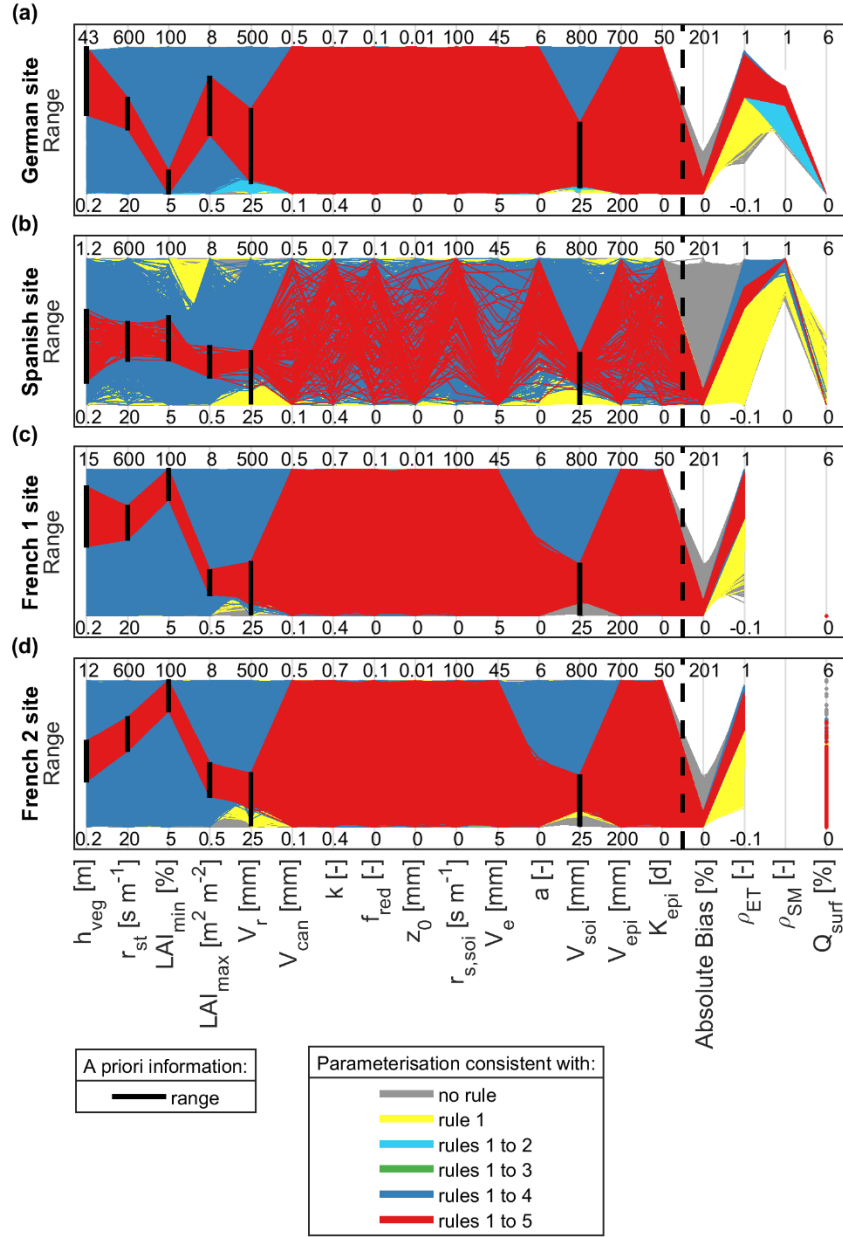 (a)
43 600 100 8 500 0.5 0.7 0.1 0.01 100 45 6 800 700 50 201 1 1 6
German site
Range
0.2 20 5 0.5 25 0.1 0.4 0 0 0 0 0 25 200 0 0 -0.1 0 0
(b)
1.2 600 100 8 500 0.5 0.7 0.1 0.01 100 45 6 800 700 50 201 1 1 6
Spanish site
Range
0.2 20 5 0.5 25 0.1 0.4 0 0 0 5 0 25 200 0 0 -0.1 0 0
(c)
15 600 100 8 500 0.5 0.7 0.1 0.01 100 45 6 800 700 50 201 1 6
French 1 site
Range
0.2 20 5 0.5 25 0.1 0.4 0 0 0 5 0 25 200 0 0 -0.1 0 0
(d)
12 600 100 8 500 0.5 0.7 0.1 0.01 100 45 6 800 700 50 201 1 6
French 2 site
Range
0.2 20 5 0.5 25 0.1 0.4 0 0 0 5 0 25 200 0 0 -0.1 0 0
h_veg [m]
r_st [s m^-1]
LAI_min [%]
LAI_max [m^2 m^-2]
V_r [mm]
V_can [mm]
k [-]
f_red [-]
z_0 [mm]
r_s,soi [s m^-1]
V_e [mm]
a [-]
V_soi [mm]
V_epi [mm]
K_epi [d]
Absolute Bias [%]
ρ_ET [-]
ρ_SM [-]
Q_surf [%]
A priori information:
range
Parameterisation consistent with:
no rule
rule 1
rules 1 to 2
rules 1 to 3
rules 1 to 4
rules 1 to 5